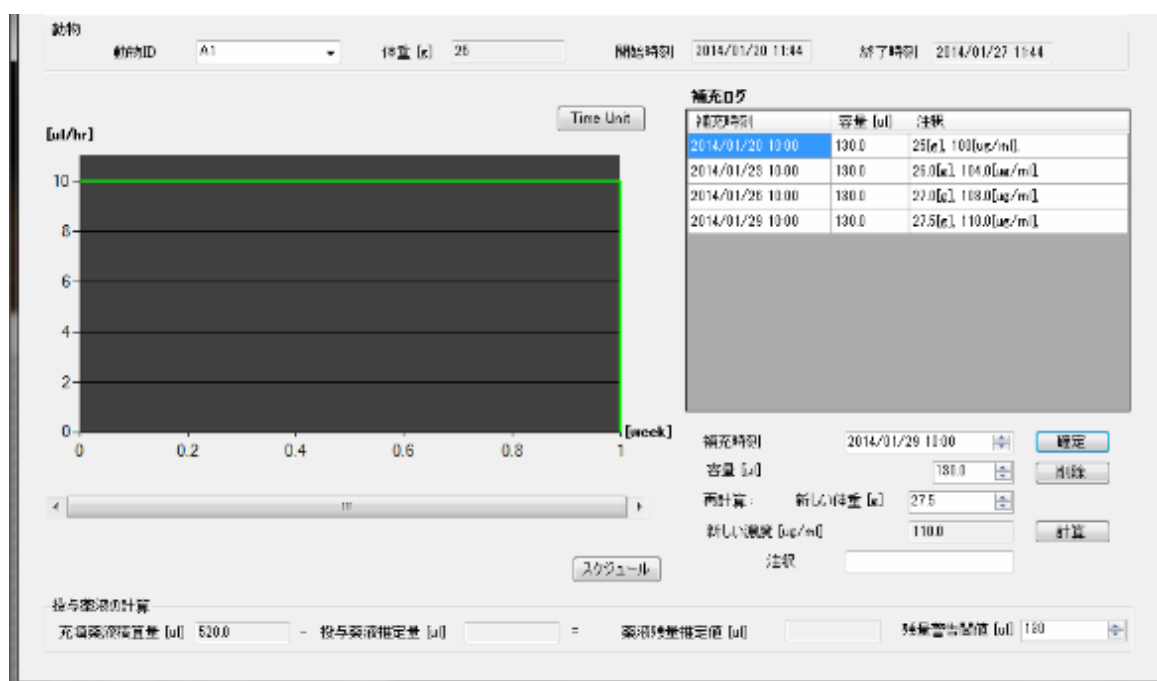 動物
動物ID A1 体重 [g] 25 開始時刻 2014/01/20 11:44 終了時刻 2014/01/27 11:44
Time Unit
[ul/hr]
10
8
6
4
2
0
0 0.2 0.4 0.6 0.8 1
[week]
スケジュール
補充ログ
補充時刻 容量 [ul] 注釈
2014/01/20 10:00 130.0 25[g], 100[ug/ml],
2014/01/23 10:00 130.0 26.0[g], 104.0[ug/ml],
2014/01/26 10:00 130.0 27.0[g], 108.0[ug/ml],
2014/01/29 10:00 130.0 27.5[g], 110.0[ug/ml],
補充時刻 2014/01/29 10:00 確定
容量 [ul] 130.0 削除
再計算: 新しい体重 [g] 27.5
新しい濃度 [ug/ml] 110.0 計算
注釈
投与薬液の計算
充填薬液積算量 [ul] 520.0 - 投与薬液推定量 [ul] = 薬液残量推定値 [ul] 残量警告閾値 [ul] 130